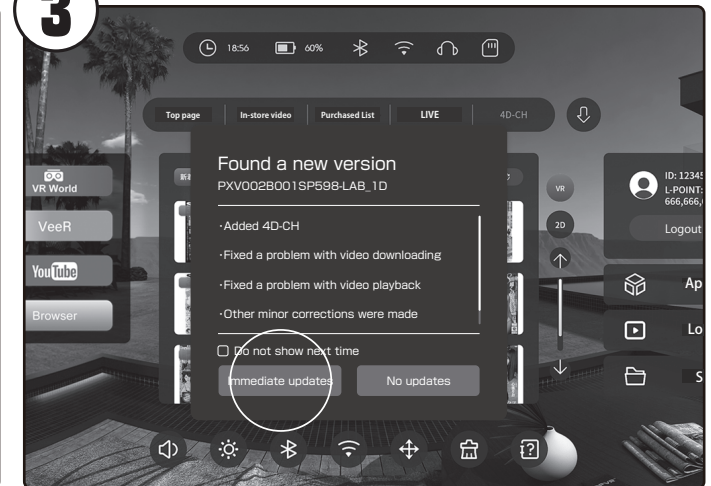 3
18:56 60%
Top page In-store video Purchased List LIVE 4D-CH
VR World
VeeR
YouTube
Browser
Found a new version
PXV002B001SP598-LAB_1D
·Added 4D-CH
·Fixed a problem with video downloading
·Fixed a problem with video playback
·Other minor corrections were made
Do not show next time
Immediate updates No updates
VR
2D
ID: 12345
L-POINT:
666,666,
Logout
Ap
Lo
S